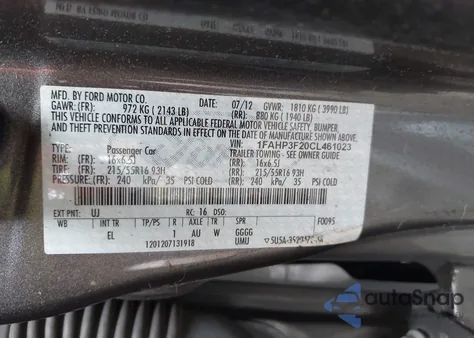 MFD. BY FORD MOTOR CO.
DATE: 07/12 GVWR: 1810 KG (3990 LB)
GAWR: (FR): 972 KG (2143 LB) (RR): 880 KG (1940 LB)
THIS VEHICLE CONFORMS TO ALL APPLICABLE FEDERAL MOTOR VEHICLE SAFETY, BUMPER
AND THEFT PREVENTION STANDARDS IN EFFECT ON THE DATE OF MANUFACTURE SHOWN ABOVE.
VIN: 1FAHP3F20CL461023
TYPE: Passenger Car TRAILER TOWING - SEE OWNER GUIDE
RIM: (FR): 16x6.5J (RR): 16x6.5J
TIRE: (FR): 215/55R16 93H (RR): 215/55R16 93H
PRESSURE: (FR): 240 kPa/ 35 PSI COLD (RR): 240 kPa/ 35 PSI COLD
EXT PNT: UJ RC: 16 DSO:
WB INT TR TP/PS R AXLE TR SPR F0095
EL 1 AU W GGGG
1201207131918 UMU
autoSnap